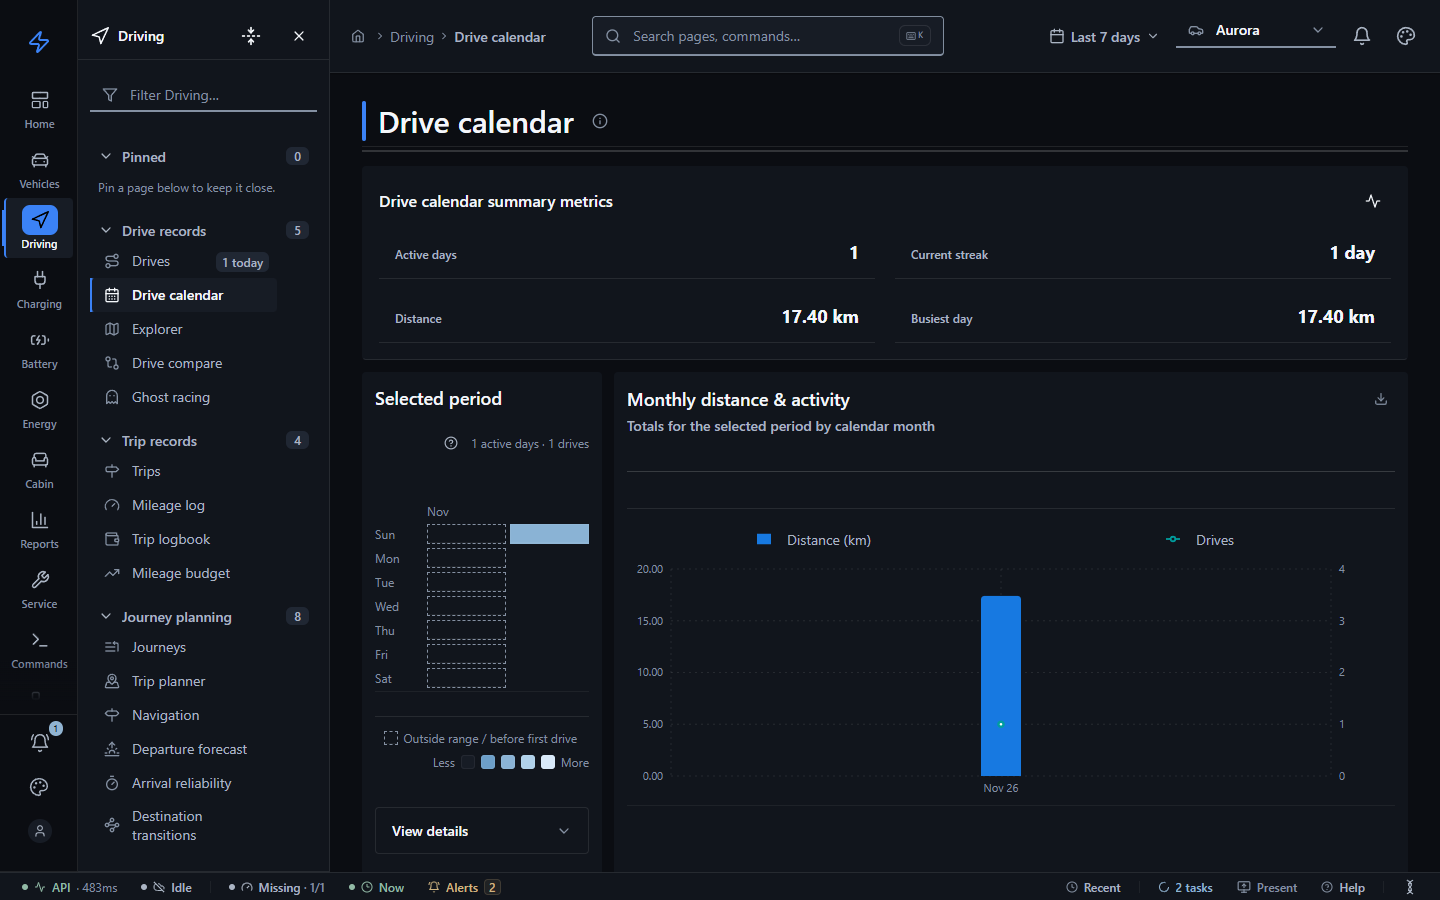 Home
Vehicles
Driving
Charging
Battery
Energy
Cabin
Reports
Service
Commands
1
Driving
Filter Driving...
Pinned 0
Pin a page below to keep it close.
Drive records 5
Drives 1 today
Drive calendar
Explorer
Drive compare
Ghost racing
Trip records 4
Trips
Mileage log
Trip logbook
Mileage budget
Journey planning 8
Journeys
Trip planner
Navigation
Departure forecast
Arrival reliability
Destination
transitions
Driving Drive calendar
Search pages, commands... K
Last 7 days
Aurora
Drive calendar
Drive calendar summary metrics
Active days 1
Current streak 1 day
Distance 17.40 km
Busiest day 17.40 km
Selected period
1 active days · 1 drives
Nov
Sun
Mon
Tue
Wed
Thu
Fri
Sat
Outside range / before first drive
Less More
View details
Monthly distance & activity
Totals for the selected period by calendar month
Distance (km) Drives
20.00 4
15.00 3
10.00 2
5.00 1
0.00 0
Nov 26
API · 483ms Idle Missing · 1/1 Now Alerts 2 Recent 2 tasks Present Help